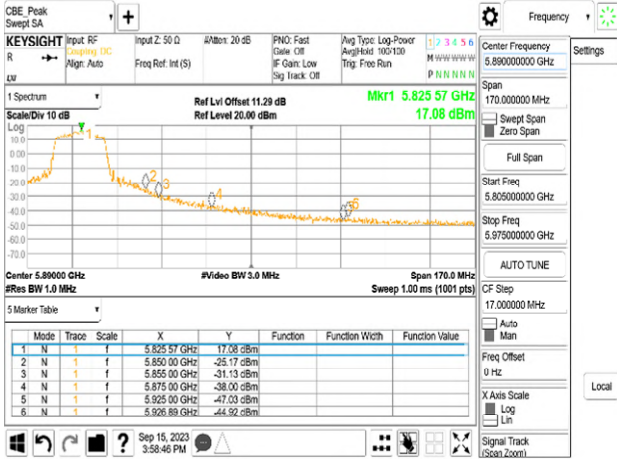 CBE_Peak
Swept SA
+
Frequency
Settings
KEYSIGHT
R
Input: RF
Coupling: DC
Align: Auto
Input Z: 50 Ω
Freq Ref: Int (S)
#Atten: 20 dB
PNO: Fast
Gate: Off
IF Gain: Low
Sig Track: Off
Avg Type: Log-Power
Avg|Hold: 100/100
Trig: Free Run
1 2 3 4 5 6
M W W W W W
P N N N N N
1 Spectrum
Scale/Div 10 dB
Ref Lvl Offset 11.29 dB
Ref Level 20.00 dBm
Mkr1 5.825 57 GHz
17.08 dBm
Log
10.0
0.00
-10.0
-20.0
-30.0
-40.0
-50.0
-60.0
-70.0
1
2
3
4
6
Center 5.89000 GHz
#Video BW 3.0 MHz
Span 170.0 MHz
#Res BW 1.0 MHz
Sweep 1.00 ms (1001 pts)
5 Marker Table
Mode Trace Scale X Y Function Function Width Function Value
1 N 1 f 5.825 57 GHz 17.08 dBm
2 N 1 f 5.850 00 GHz -25.17 dBm
3 N 1 f 5.855 00 GHz -31.13 dBm
4 N 1 f 5.875 00 GHz -38.00 dBm
5 N 1 f 5.925 00 GHz -47.03 dBm
6 N 1 f 5.926 89 GHz -44.92 dBm
Sep 15, 2023
3:58:46 PM
?
Center Frequency
5.890000000 GHz
Span
170.000000 MHz
Swept Span
Zero Span
Full Span
Start Freq
5.805000000 GHz
Stop Freq
5.975000000 GHz
AUTO TUNE
CF Step
17.000000 MHz
Auto
Man
Freq Offset
0 Hz
X Axis Scale
Log
Lin
Signal Track
(Span Zoom)
Local